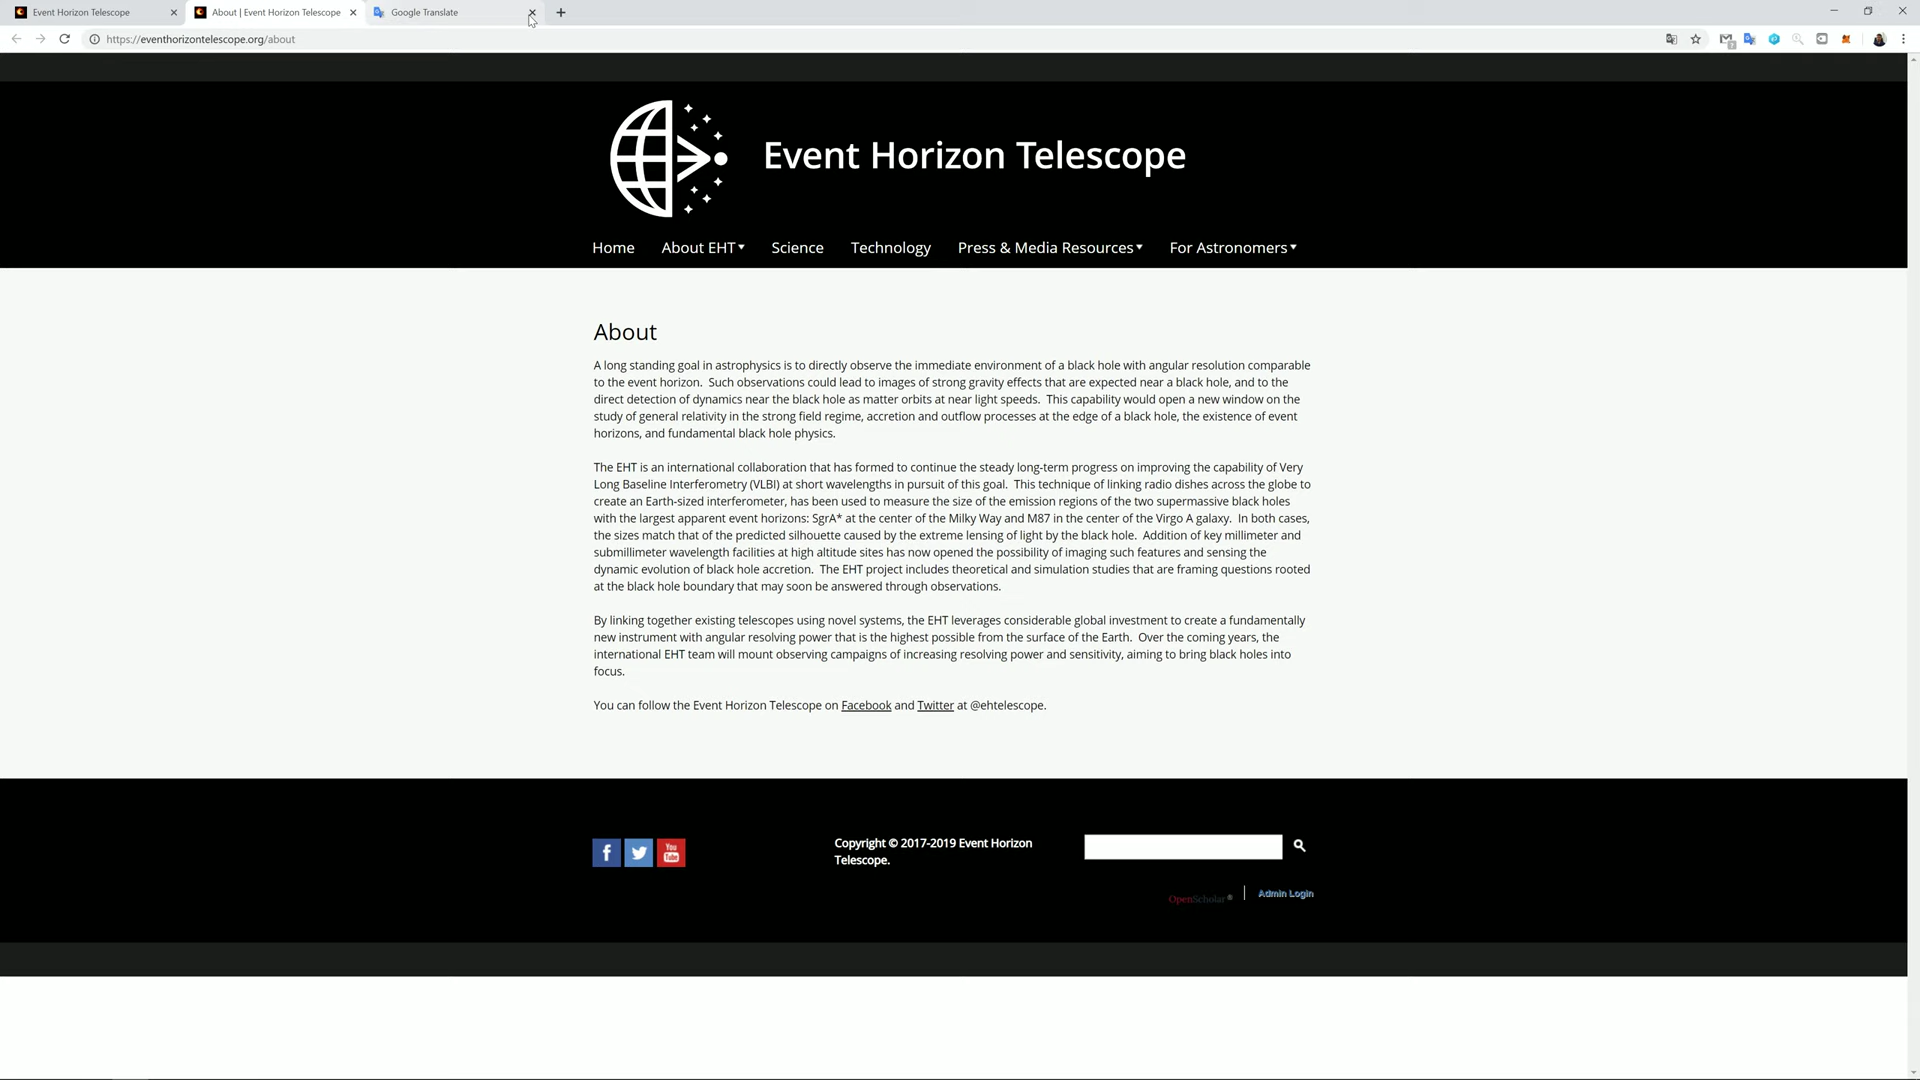 Event Horizon Telescope
About | Event Horizon Telescope
Google Translate
https://eventhorizontelescope.org/about
Event Horizon Telescope
Home About EHT Science Technology Press & Media Resources For Astronomers
About
A long standing goal in astrophysics is to directly observe the immediate environment of a black hole with angular resolution comparable
to the event horizon. Such observations could lead to images of strong gravity effects that are expected near a black hole, and to the
direct detection of dynamics near the black hole as matter orbits at near light speeds. This capability would open a new window on the
study of general relativity in the strong field regime, accretion and outflow processes at the edge of a black hole, the existence of event
horizons, and fundamental black hole physics.
The EHT is an international collaboration that has formed to continue the steady long-term progress on improving the capability of Very
Long Baseline Interferometry (VLBI) at short wavelengths in pursuit of this goal. This technique of linking radio dishes across the globe to
create an Earth-sized interferometer, has been used to measure the size of the emission regions of the two supermassive black holes
with the largest apparent event horizons: SgrA* at the center of the Milky Way and M87 in the center of the Virgo A galaxy. In both cases,
the sizes match that of the predicted silhouette caused by the extreme lensing of light by the black hole. Addition of key millimeter and
submillimeter wavelength facilities at high altitude sites has now opened the possibility of imaging such features and sensing the
dynamic evolution of black hole accretion. The EHT project includes theoretical and simulation studies that are framing questions rooted
at the black hole boundary that may soon be answered through observations.
By linking together existing telescopes using novel systems, the EHT leverages considerable global investment to create a fundamentally
new instrument with angular resolving power that is the highest possible from the surface of the Earth. Over the coming years, the
international EHT team will mount observing campaigns of increasing resolving power and sensitivity, aiming to bring black holes into
focus.
You can follow the Event Horizon Telescope on Facebook and Twitter at @ehtelescope.
You Tube
Copyright © 2017-2019 Event Horizon
Telescope.
OpenScholar ®
Admin Login